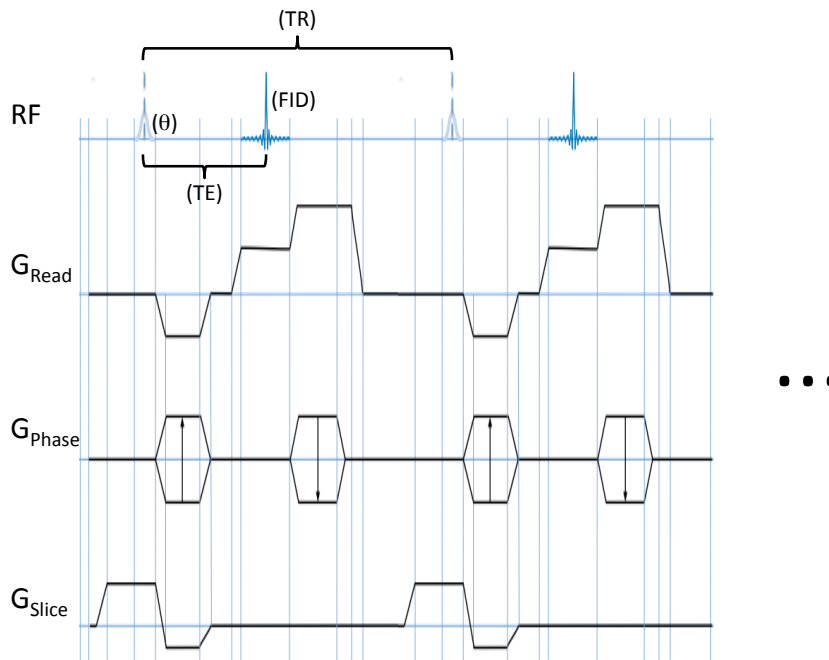 (TR)
RF
(θ)
(FID)
(TE)
GRead
GPhase
GSlice